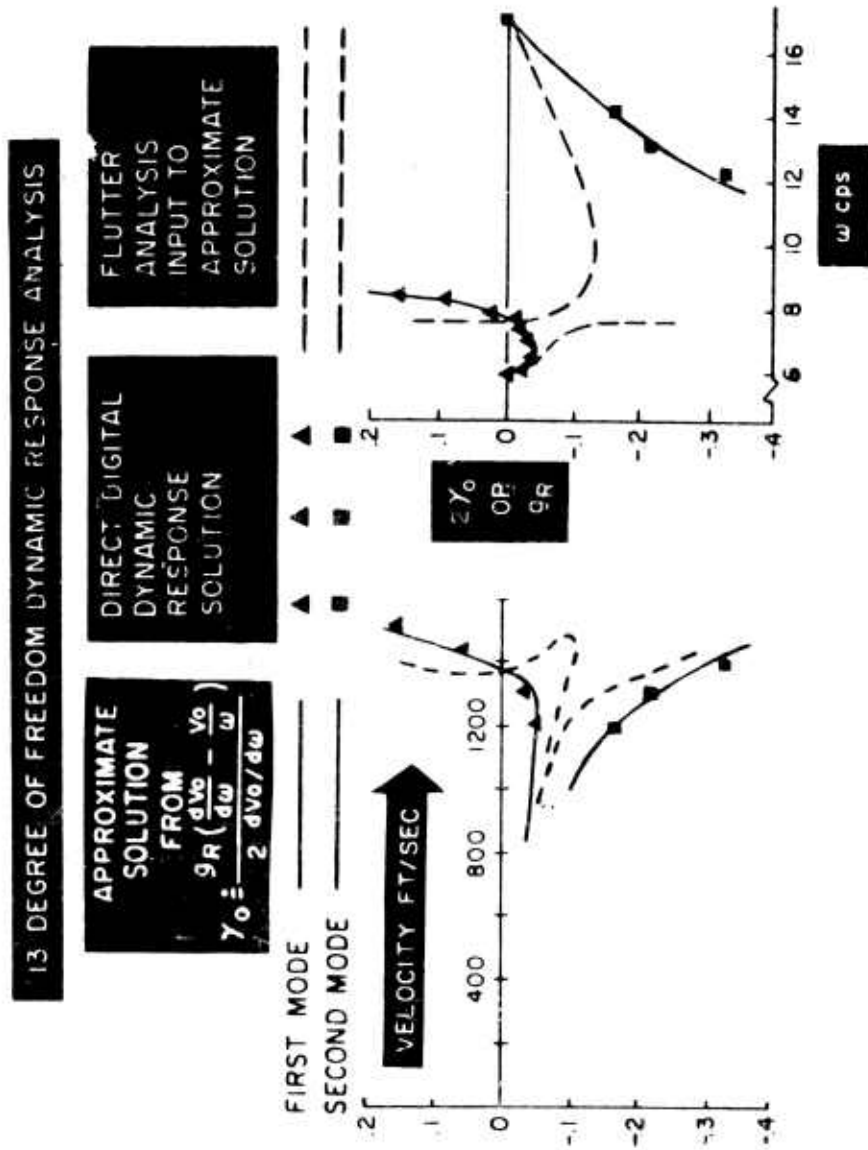 13 DEGREE OF FREEDOM DYNAMIC RESPONSE ANALYSIS
APPROXIMATE
SOLUTION
FROM
γ₀ ≐ gR (dV₀/dω − V₀/ω) / 2 dV₀/dω
DIRECT DIGITAL
DYNAMIC
RESPONSE
SOLUTION
FLUTTER
ANALYSIS
INPUT TO
APPROXIMATE
SOLUTION
FIRST MODE
SECOND MODE
VELOCITY FT/SEC
400
800
1200
.2
.1
0
-.1
-.2
-.3
-.4
2γ₀
OR
gR
.2
.1
0
-.1
-.2
-.3
-.4
6
8
10
12
14
16
ω cps